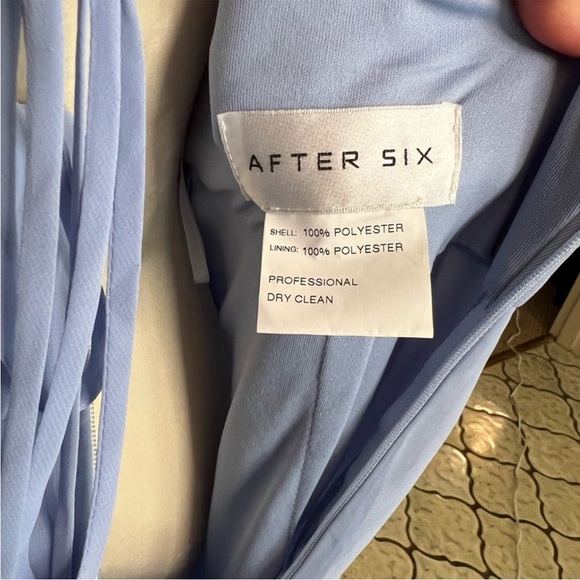 AFTER SIX
SHELL: 100% POLYESTER
LINING: 100% POLYESTER
PROFESSIONAL
DRY CLEAN